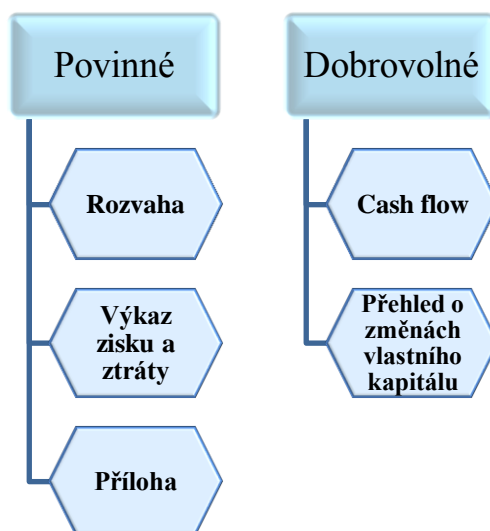 Povinné
Rozvaha
Výkaz
zisku a
ztráty
Příloha
Dobrovolné
Cash flow
Přehled o
změnách
vlastního
kapitálu